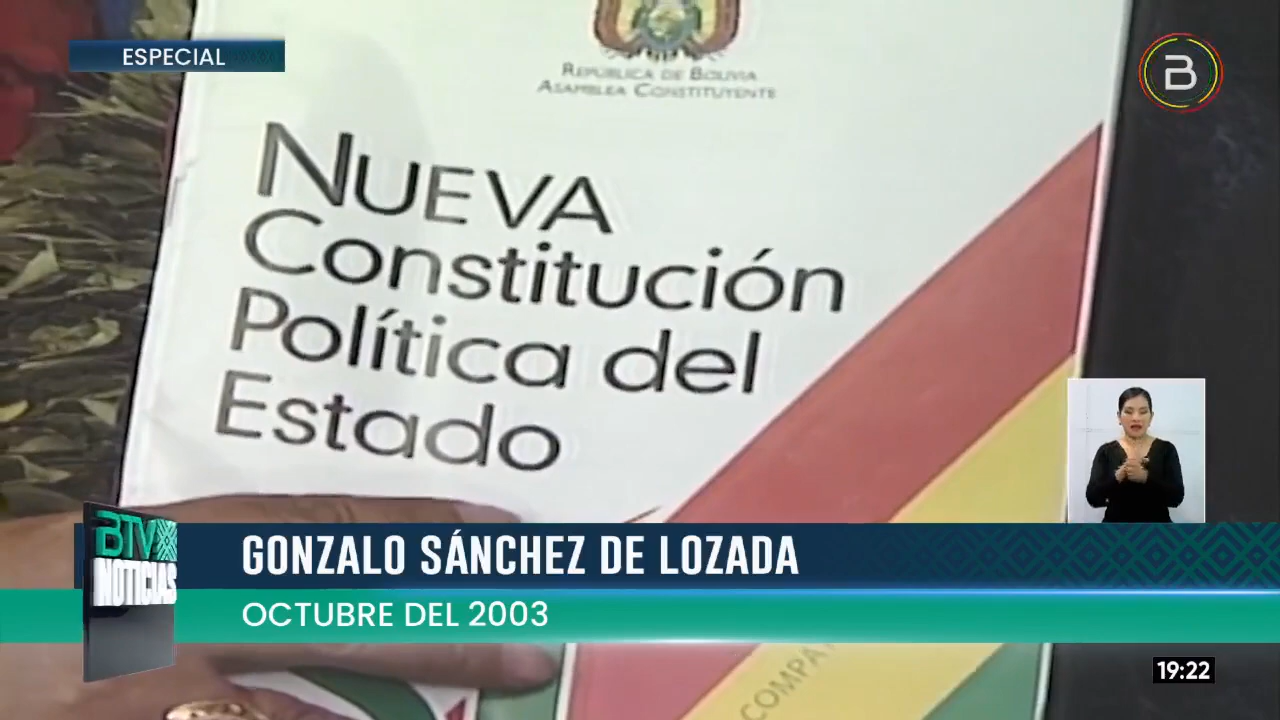 ESPECIAL
B
REPÚBLICA DE BOLIVIA
ASAMBLEA CONSTITUYENTE
NUEVA
Constitución
Política del
Estado
BTV
NOTICIAS
GONZALO SÁNCHEZ DE LOZADA
OCTUBRE DEL 2003
19:22